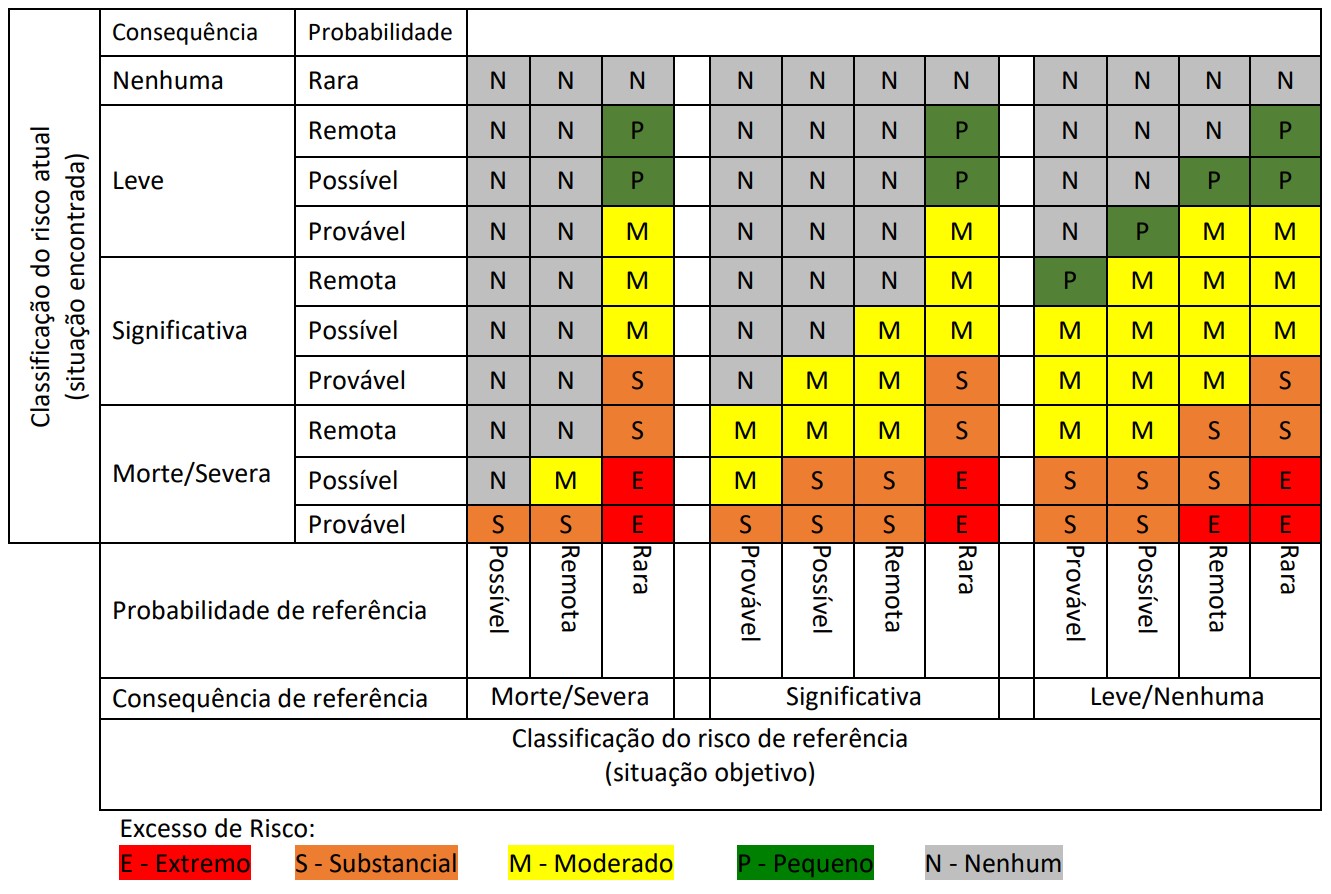 Classificação do risco atual
(situação encontrada)
Consequência Probabilidade
Nenhuma Rara N N N N N N N N N N N
Leve
Remota N N P N N N P N N N P
Possível N N P N N N P N N P P
Provável N N M N N N M N P M M
Significativa
Remota N N M N N N M P M M M
Possível N N M N N M M M M M M
Provável N N S N M M S M M M S
Morte/Severa
Remota N N S M M M S M M S S
Possível N M E M S S E S S S E
Provável S S E S S S E S S E E
Probabilidade de referência
Possível Remota Rara Provável Possível Remota Rara Provável Possível Remota Rara
Consequência de referência Morte/Severa Significativa Leve/Nenhuma
Classificação do risco de referência
(situação objetivo)
Excesso de Risco:
E - Extremo S - Substancial M - Moderado P - Pequeno N - Nenhum